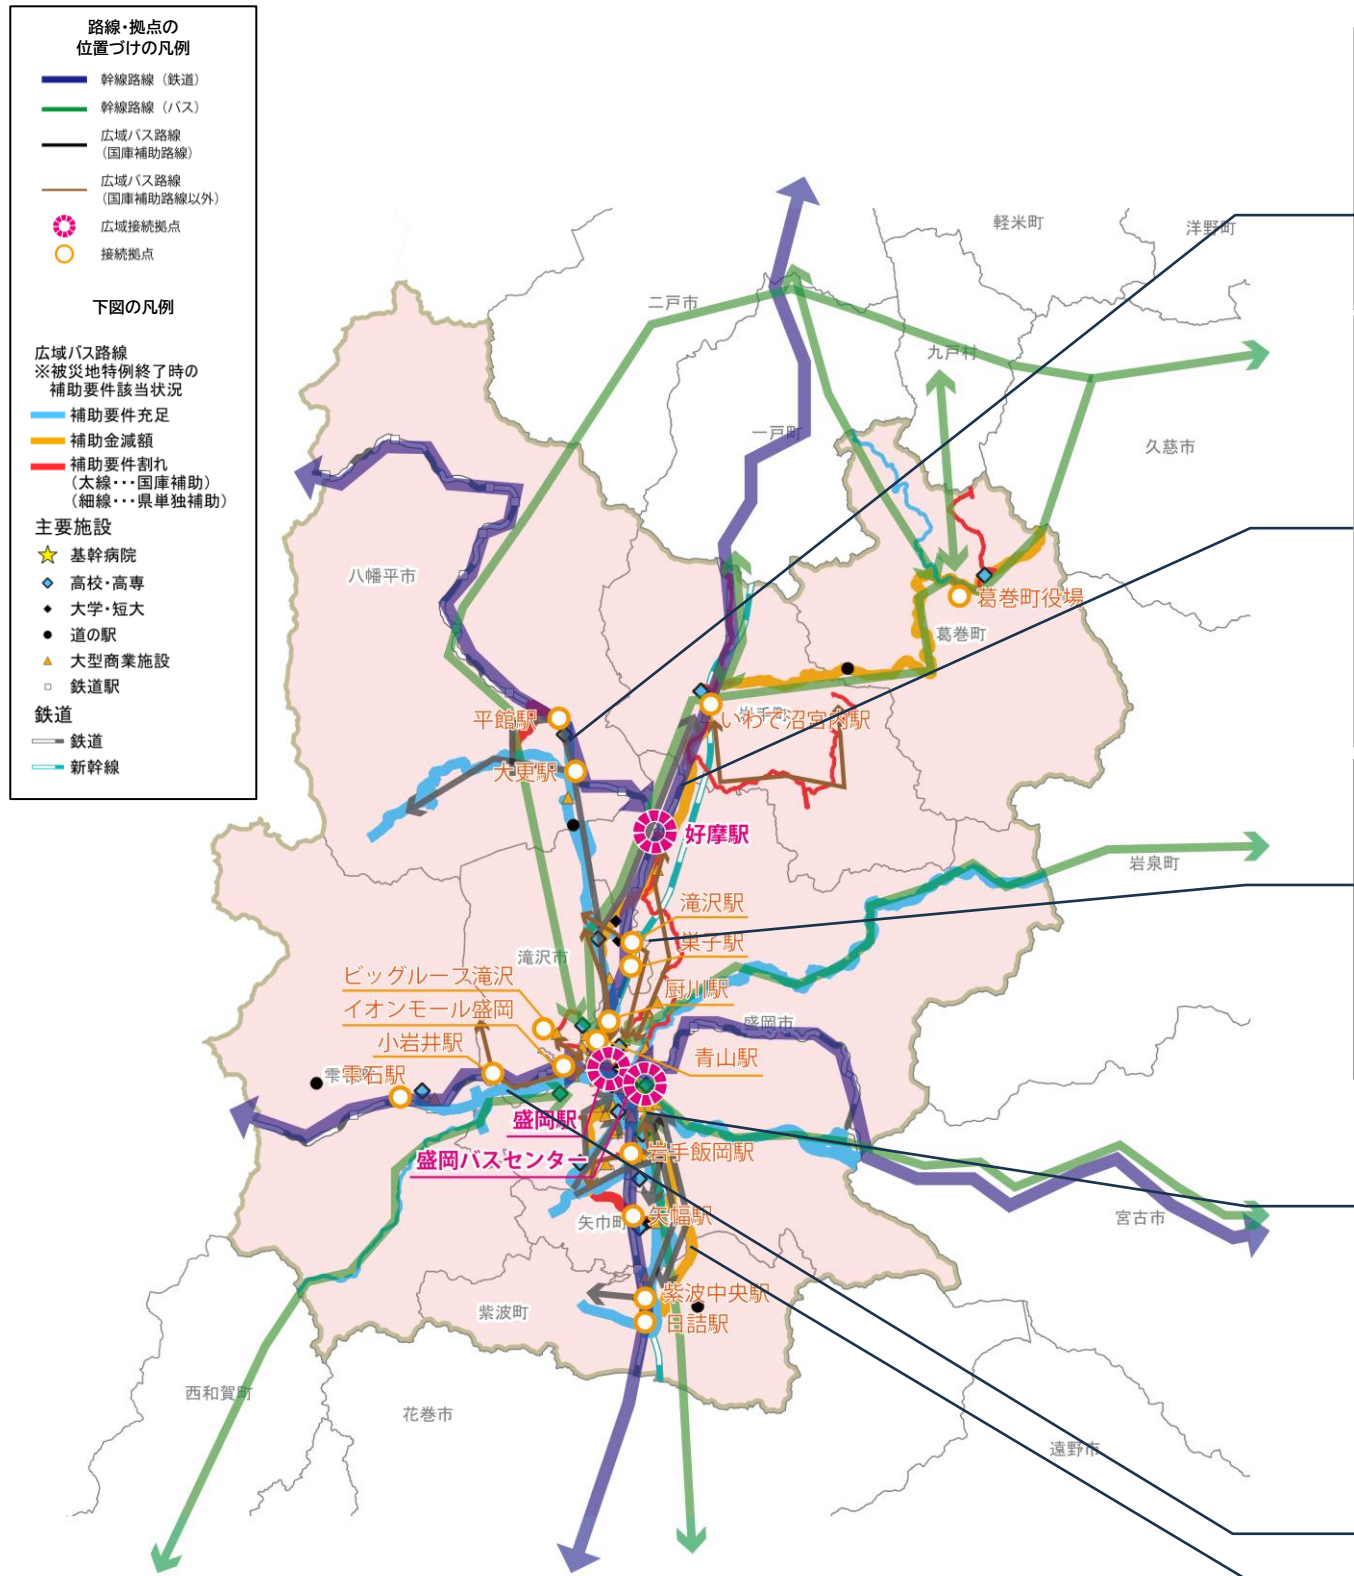 路線・拠点の
位置づけの凡例
幹線路線（鉄道）
幹線路線（バス）
広域バス路線
（国庫補助路線）
広域バス路線
（国庫補助路線以外）
広域接続拠点
接続拠点
下図の凡例
広域バス路線
※被災地特例終了時の
補助要件該当状況
補助要件充足
補助金減額
補助要件割れ
（太線・・・国庫補助）
（細線・・・県単独補助）
主要施設
基幹病院
高校・高専
大学・短大
道の駅
大型商業施設
鉄道駅
鉄道
鉄道
新幹線
軽米町
洋野町
二戸市
九戸村
一戸町
久慈市
八幡平市
葛巻町役場
葛巻町
平館駅
岩手町
いわて沼宮内駅
大更駅
好摩駅
岩泉町
滝沢駅
巣子駅
滝沢市
ビッグルーフ滝沢
厨川駅
イオンモール盛岡
盛岡市
小岩井駅
青山駅
雫石町
雫石駅
盛岡駅
盛岡バスセンター
岩手飯岡駅
矢巾町
矢幅駅
宮古市
紫波中央駅
紫波町
日詰駅
西和賀町
花巻市
遠野市